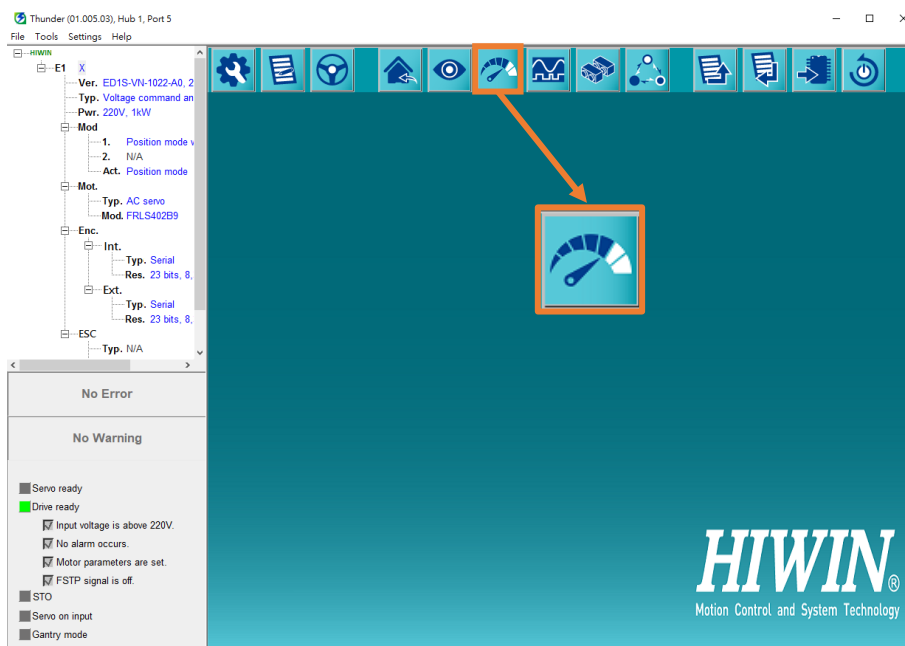 Thunder (01.005.03), Hub 1, Port 5
File Tools Settings Help
HIWIN
E1 X
Ver. ED1S-VN-1022-A0, 2
Typ. Voltage command an
Pwr. 220V, 1kW
Mod
1. Position mode w
2. N/A
Act. Position mode
Mot.
Typ. AC servo
Mod. FRLS402B9
Enc.
Int.
Typ. Serial
Res. 23 bits, 8,
Ext.
Typ. Serial
Res. 23 bits, 8,
ESC
Typ. N/A
No Error
No Warning
Servo ready
Drive ready
Input voltage is above 220V.
No alarm occurs.
Motor parameters are set.
FSTP signal is off.
STO
Servo on input
Gantry mode
HIWIN®
Motion Control and System Technology